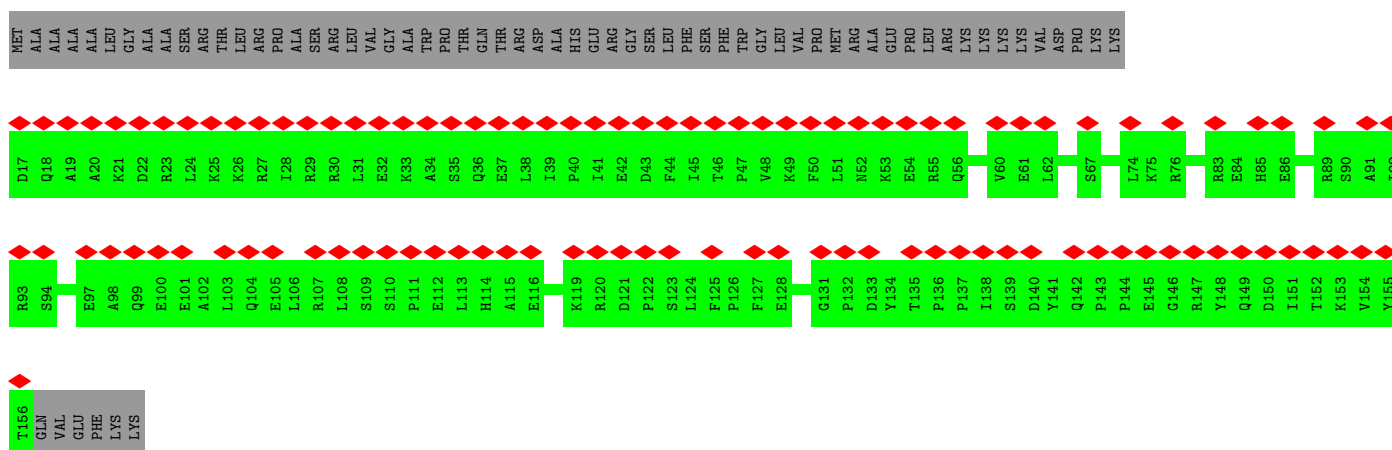 MET ALA ALA ALA ALA LEU GLY ALA ALA SER ARG THR LEU ARG PRO ALA SER ARG LEU VAL GLY ALA TRP PRO THR GLN THR ARG ASP ALA HIS GLU ARG GLY SER LEU PHE SER PHE TRP GLY LEU VAL PRO MET ARG ALA GLU PRO LEU ARG LYS LYS LYS LYS VAL ASP PRO LYS LYS
D17 Q18 A19 A20 K21 D22 R23 L24 K25 K26 R27 I28 R29 R30 L31 E32 K33 A34 S35 Q36 E37 L38 I39 P40 I41 E42 D43 F44 I45 T46 P47 V48 K49 F50 L51 N52 K53 E54 R55 Q56 V60 E61 L62 S67 L74 K75 R76 R83 E84 H85 E86 R89 S90 A91
R93 S94 E97 A98 Q99 E100 E101 A102 L103 Q104 E105 L106 R107 L108 S109 S110 P111 E112 L113 H114 A115 E116 K119 R120 D121 P122 S123 L124 F125 P126 F127 E128 G131 P132 D133 Y134 T135 P136 P137 I138 S139 D140 Y141 Q142 P143 P144 E145 G146 R147 Y148 Q149 D150 I151 T152 K153 V154 Y155
T156 GLN VAL GLU PHE LYS LYS